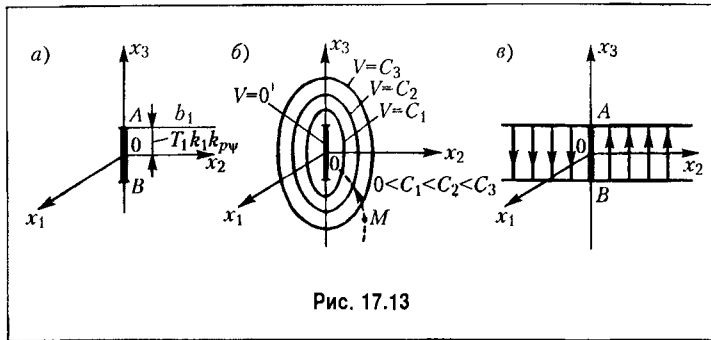 а)
x₃
A
b₁
0
T₁k₁k_pψ
x₂
B
x₁
б)
x₃
V=C₃
V=C₂
V=C₁
V=0
0
x₂
0<C₁<C₂<C₃
x₁
M
в)
x₃
A
0
x₂
B
x₁
Рис. 17.13